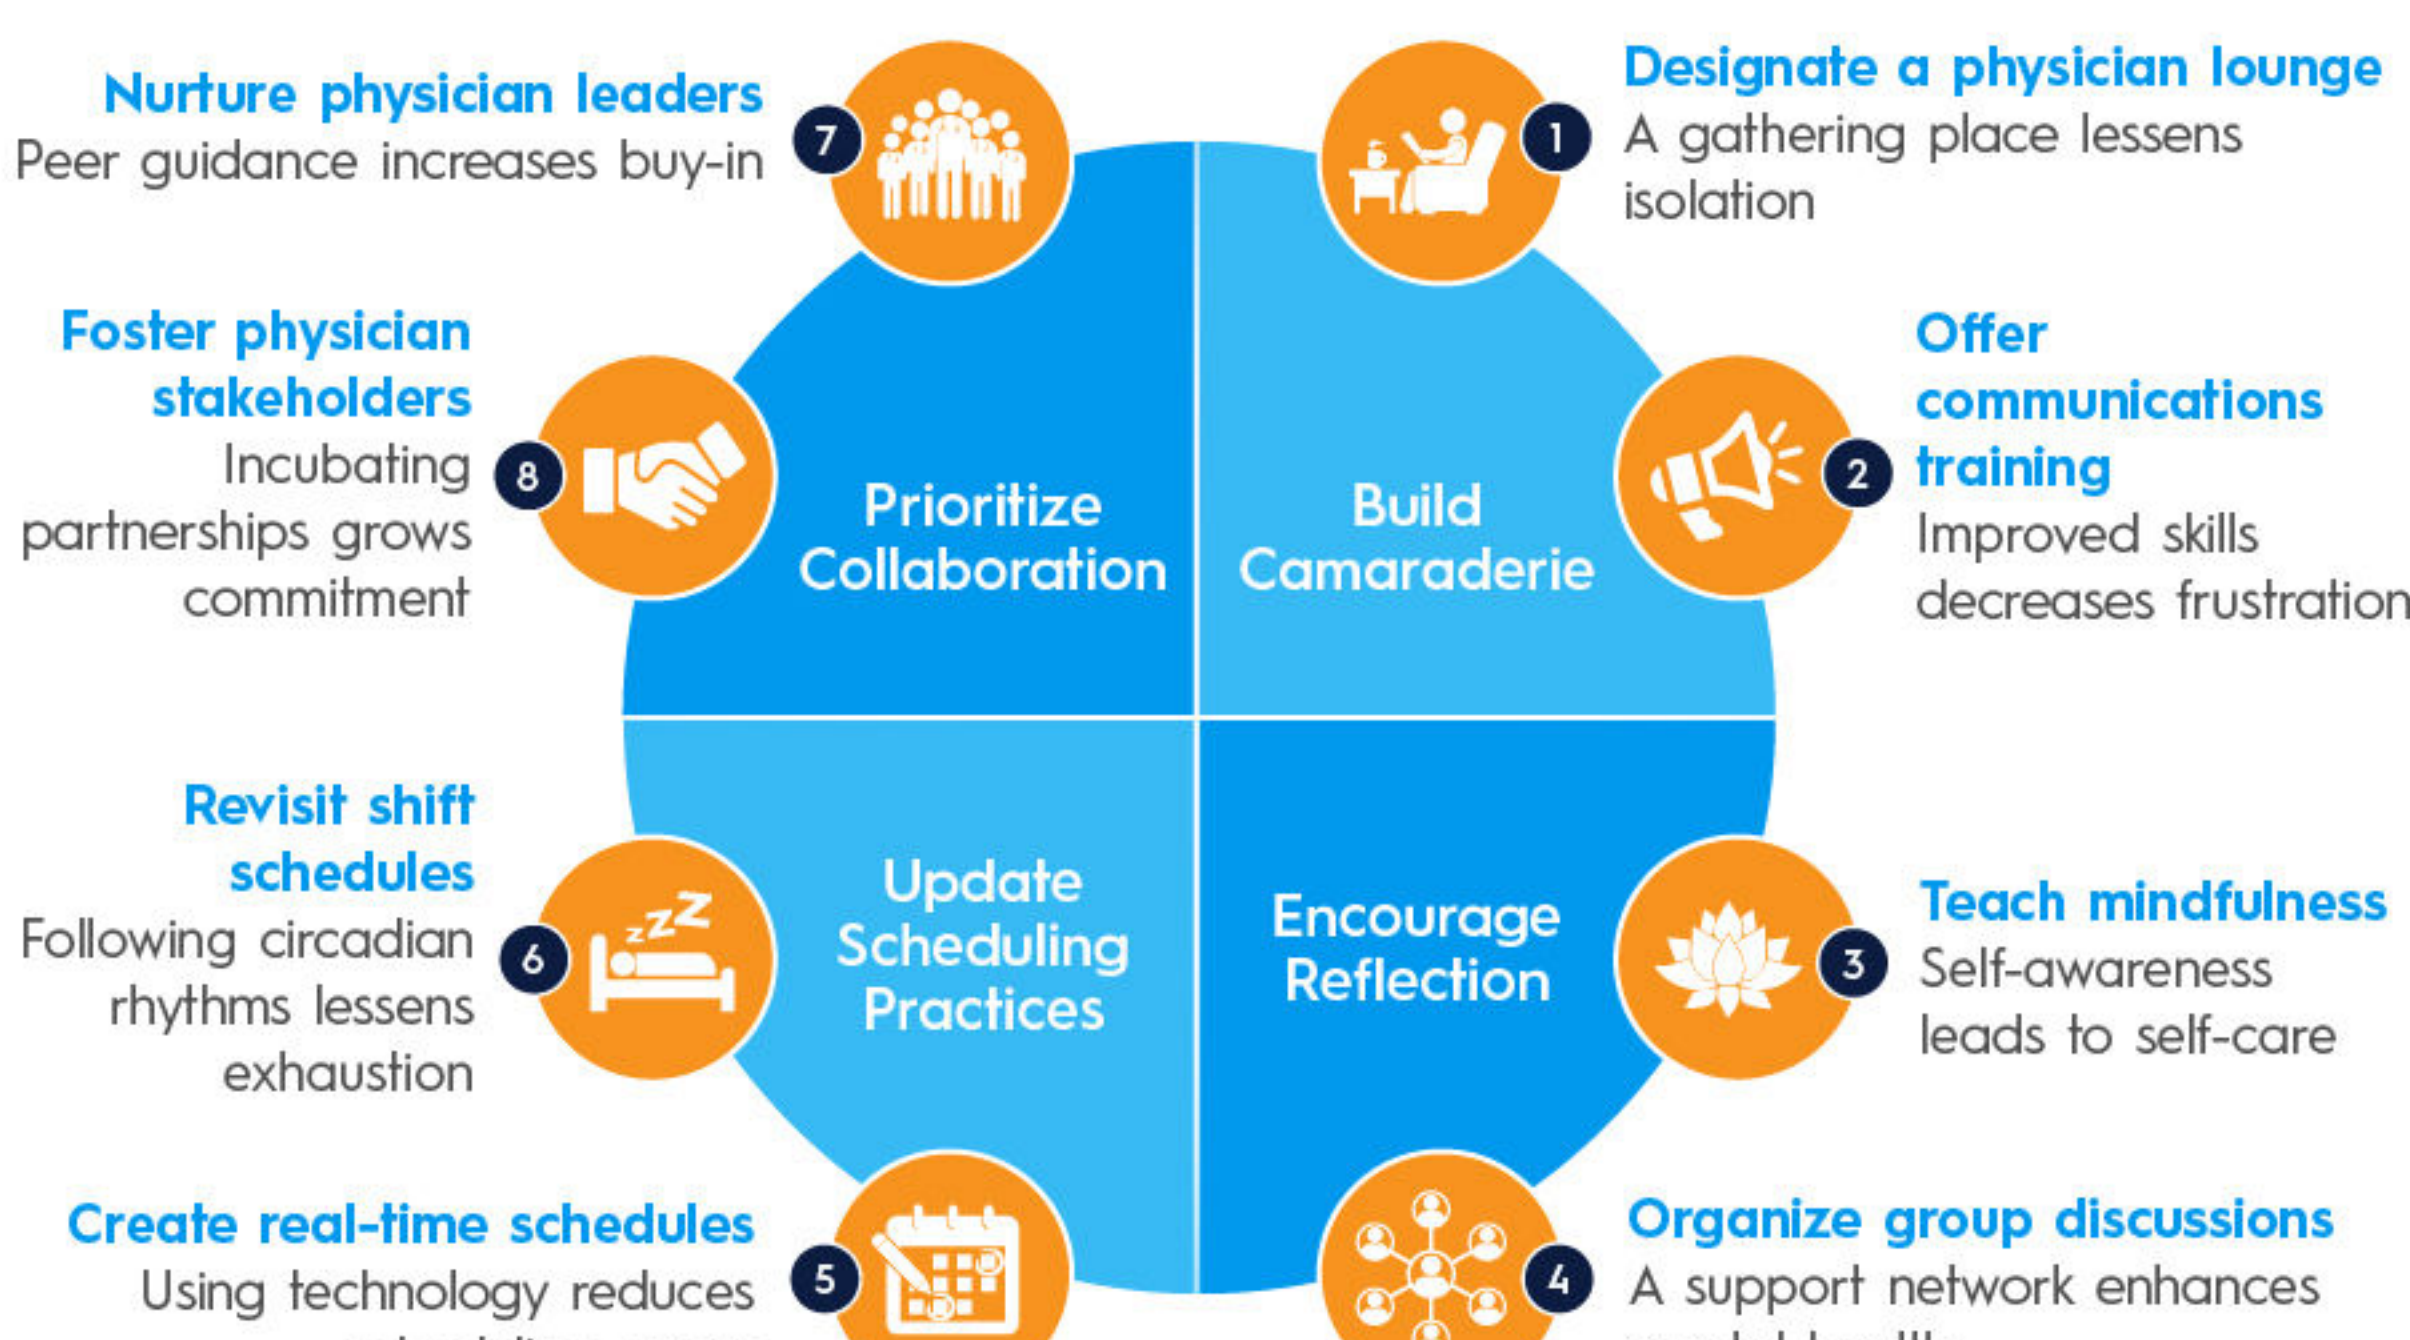 Nurture physician leaders
Peer guidance increases buy-in
7
1
Designate a physician lounge
A gathering place lessens
isolation
Foster physician
stakeholders
Incubating
partnerships grows
commitment
8
Prioritize
Collaboration
Build
Camaraderie
2
Offer
communications
training
Improved skills
decreases frustration
Revisit shift
schedules
Following circadian
rhythms lessens
exhaustion
6
zzZ
Update
Scheduling
Practices
Encourage
Reflection
3
Teach mindfulness
Self-awareness
leads to self-care
Create real-time schedules
Using technology reduces
5
4
Organize group discussions
A support network enhances